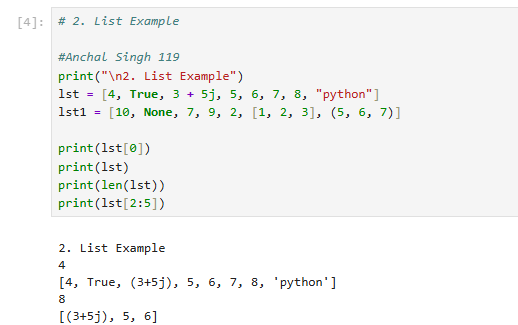 [4]: # 2. List Example
#Anchal Singh 119
print("\n2. List Example")
lst = [4, True, 3 + 5j, 5, 6, 7, 8, "python"]
lst1 = [10, None, 7, 9, 2, [1, 2, 3], (5, 6, 7)]
print(lst[0])
print(lst)
print(len(lst))
print(lst[2:5])
2. List Example
4
[4, True, (3+5j), 5, 6, 7, 8, 'python']
8
[(3+5j), 5, 6]